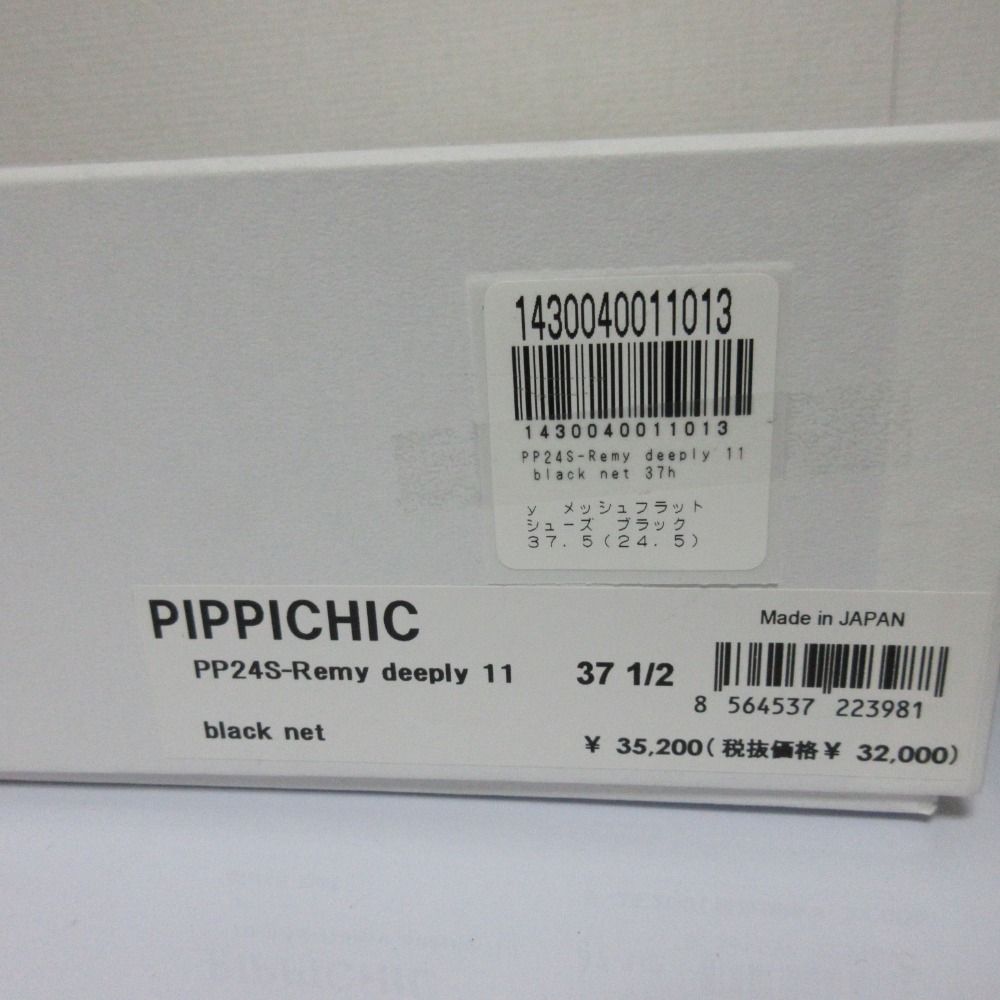 1430040011013
1430040011013
PP24S-Remy deeply 11
black net 37h
y メッシュフラット
シューズ ブラック
37.5(24.5)
PIPPICHIC
Made in JAPAN
PP24S-Remy deeply 11
37 1/2
8 564537 223981
black net
¥ 35,200(税抜価格¥ 32,000)